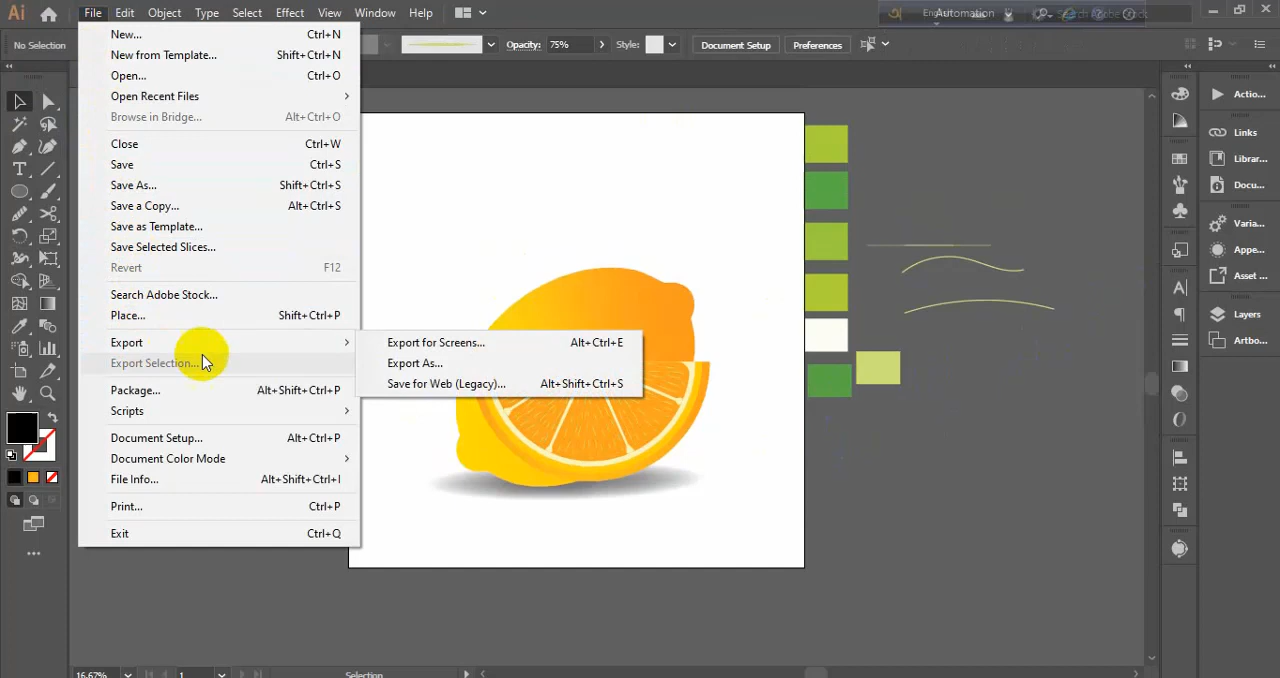 Ai File Edit Object Type Select Effect View Window Help Automation
No Selection Opacity: 75% Style: Document Setup Preferences
New... Ctrl+N
New from Template... Shift+Ctrl+N
Open... Ctrl+O
Open Recent Files
Browse in Bridge... Alt+Ctrl+O
Close Ctrl+W
Save Ctrl+S
Save As... Shift+Ctrl+S
Save a Copy... Alt+Ctrl+S
Save as Template...
Save Selected Slices...
Revert F12
Search Adobe Stock...
Place... Shift+Ctrl+P
Export
Export Selection...
Package... Alt+Shift+Ctrl+P
Scripts
Document Setup... Alt+Ctrl+P
Document Color Mode
File Info... Alt+Shift+Ctrl+I
Print... Ctrl+P
Exit Ctrl+Q
Export for Screens... Alt+Ctrl+E
Export As...
Save for Web (Legacy)... Alt+Shift+Ctrl+S
Actio...
Links
Librar...
Docu...
Varia...
Appe...
Asset ...
Layers
Artbo...
16.67% 1 Selection